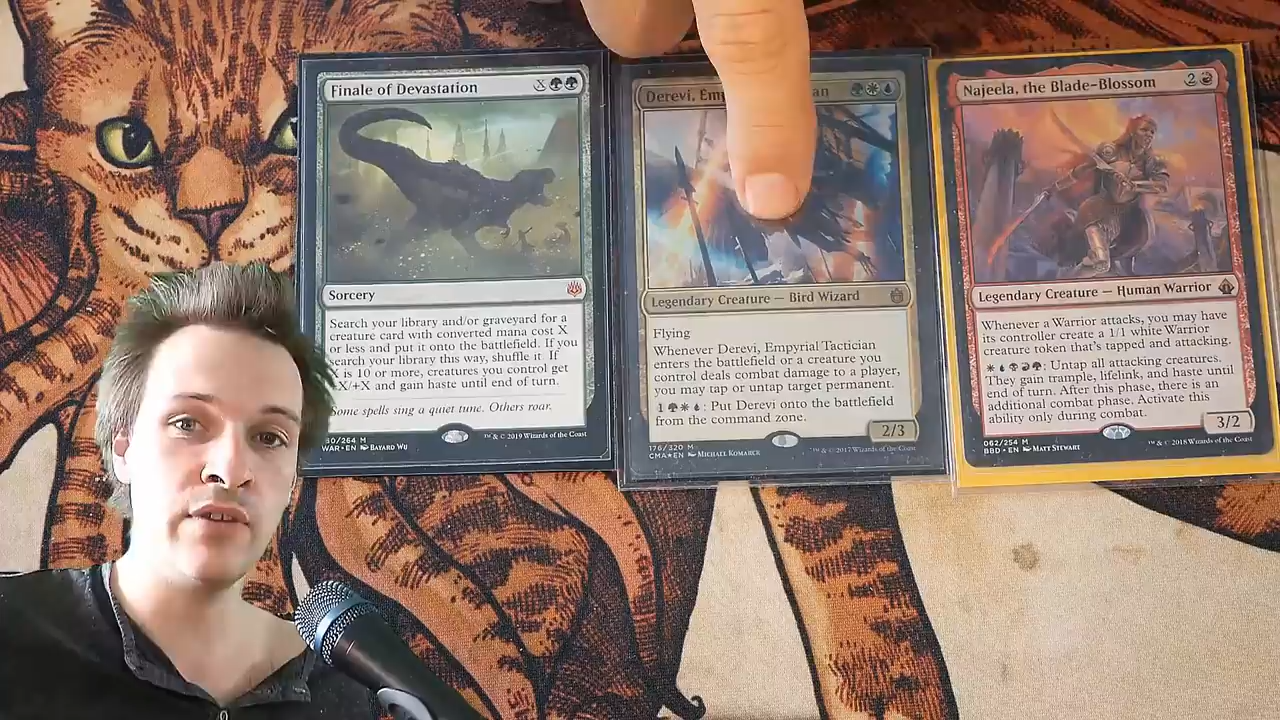 Finale of Devastation
X
Sorcery
Search your library and/or graveyard for a
creature card with converted mana cost X
or less and put it onto the battlefield. If you
search your library this way, shuffle it. If
X is 10 or more, creatures you control get
+X/+X and gain haste until end of turn.
Some spells sing a quiet tune. Others roar.
/264 M
WAR • EN Bayard Wu
™ & © 2019 Wizards of the Coast
Derevi,
Legendary Creature — Bird Wizard
Flying
Whenever Derevi, Empyrial Tactician
enters the battlefield or a creature you
control deals combat damage to a player,
you may tap or untap target permanent.
1 : Put Derevi onto the battlefield
from the command zone.
2/3
176/320 M
CMA★EN Michael Komarck
™ & © 2017 Wizards of the Coast
Najeela, the Blade-Blossom
2
Legendary Creature — Human Warrior
Whenever a Warrior attacks, you may have
its controller create a 1/1 white Warrior
creature token that's tapped and attacking.
: Untap all attacking creatures.
They gain trample, lifelink, and haste until
end of turn. After this phase, there is an
additional combat phase. Activate this
ability only during combat.
3/2
062/254 M
BBD • EN Matt Stewart
™ & © 2018 Wizards of the Coast